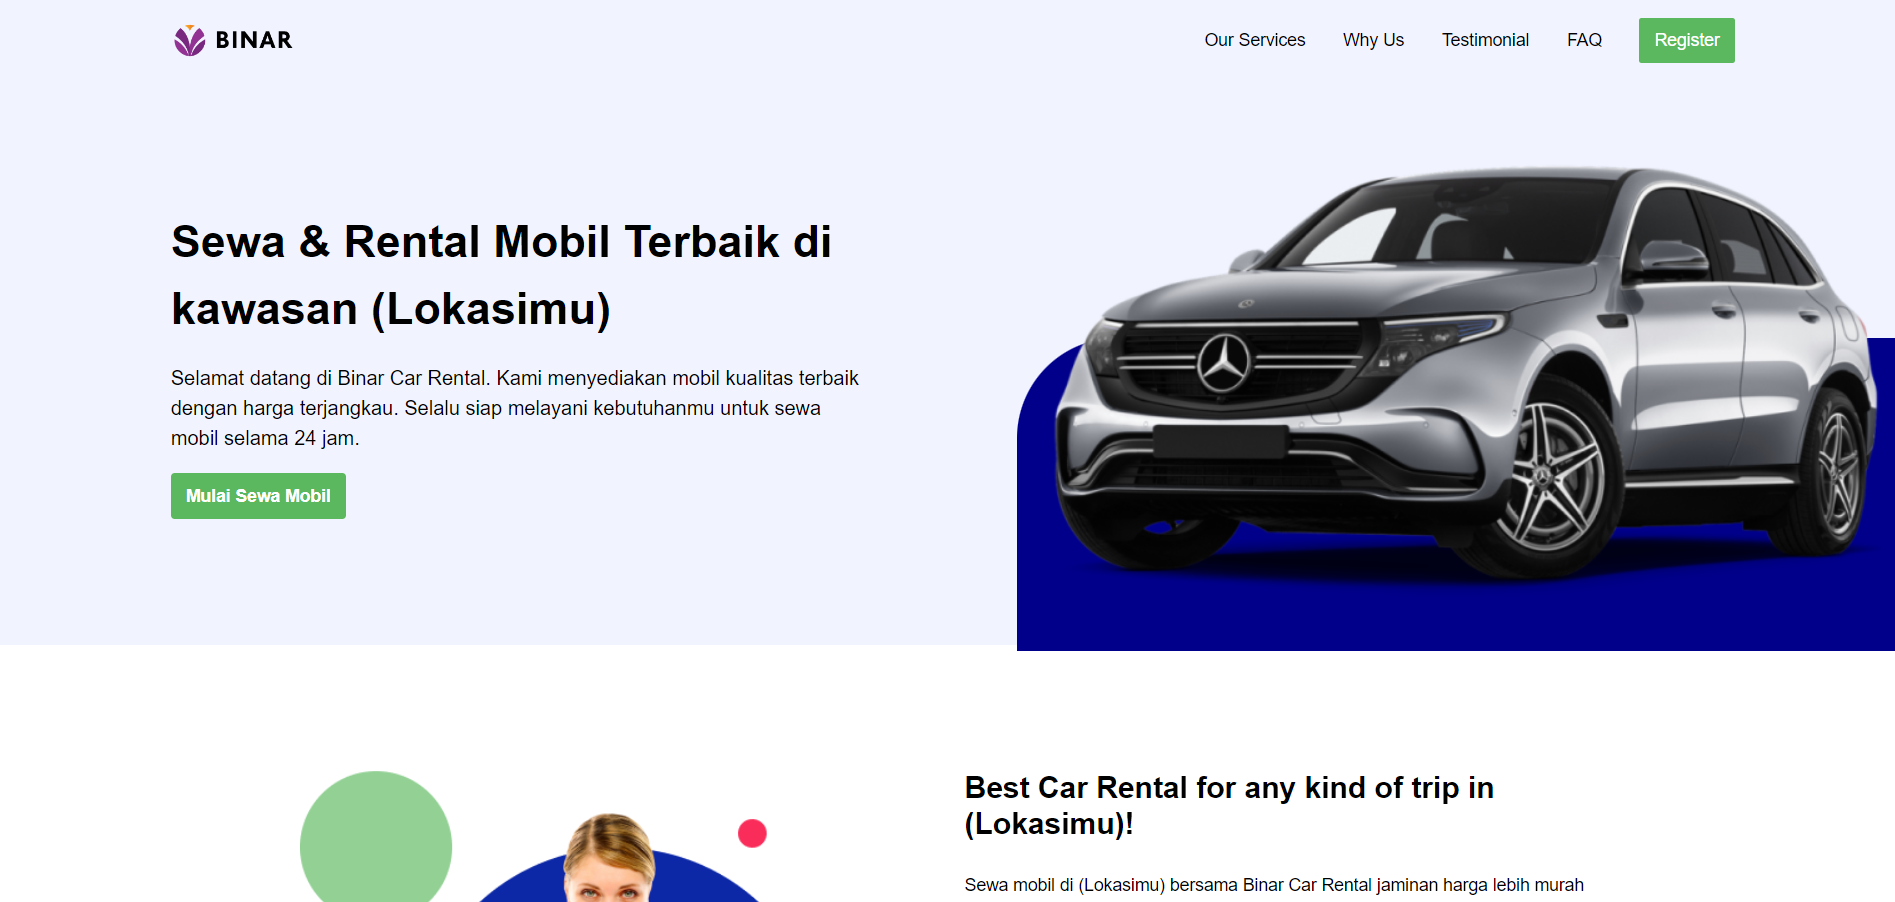 BINAR
Our Services
Why Us
Testimonial
FAQ
Register
Sewa & Rental Mobil Terbaik di
kawasan (Lokasimu)
Selamat datang di Binar Car Rental. Kami menyediakan mobil kualitas terbaik
dengan harga terjangkau. Selalu siap melayani kebutuhanmu untuk sewa
mobil selama 24 jam.
Mulai Sewa Mobil
Best Car Rental for any kind of trip in
(Lokasimu)!
Sewa mobil di (Lokasimu) bersama Binar Car Rental jaminan harga lebih murah